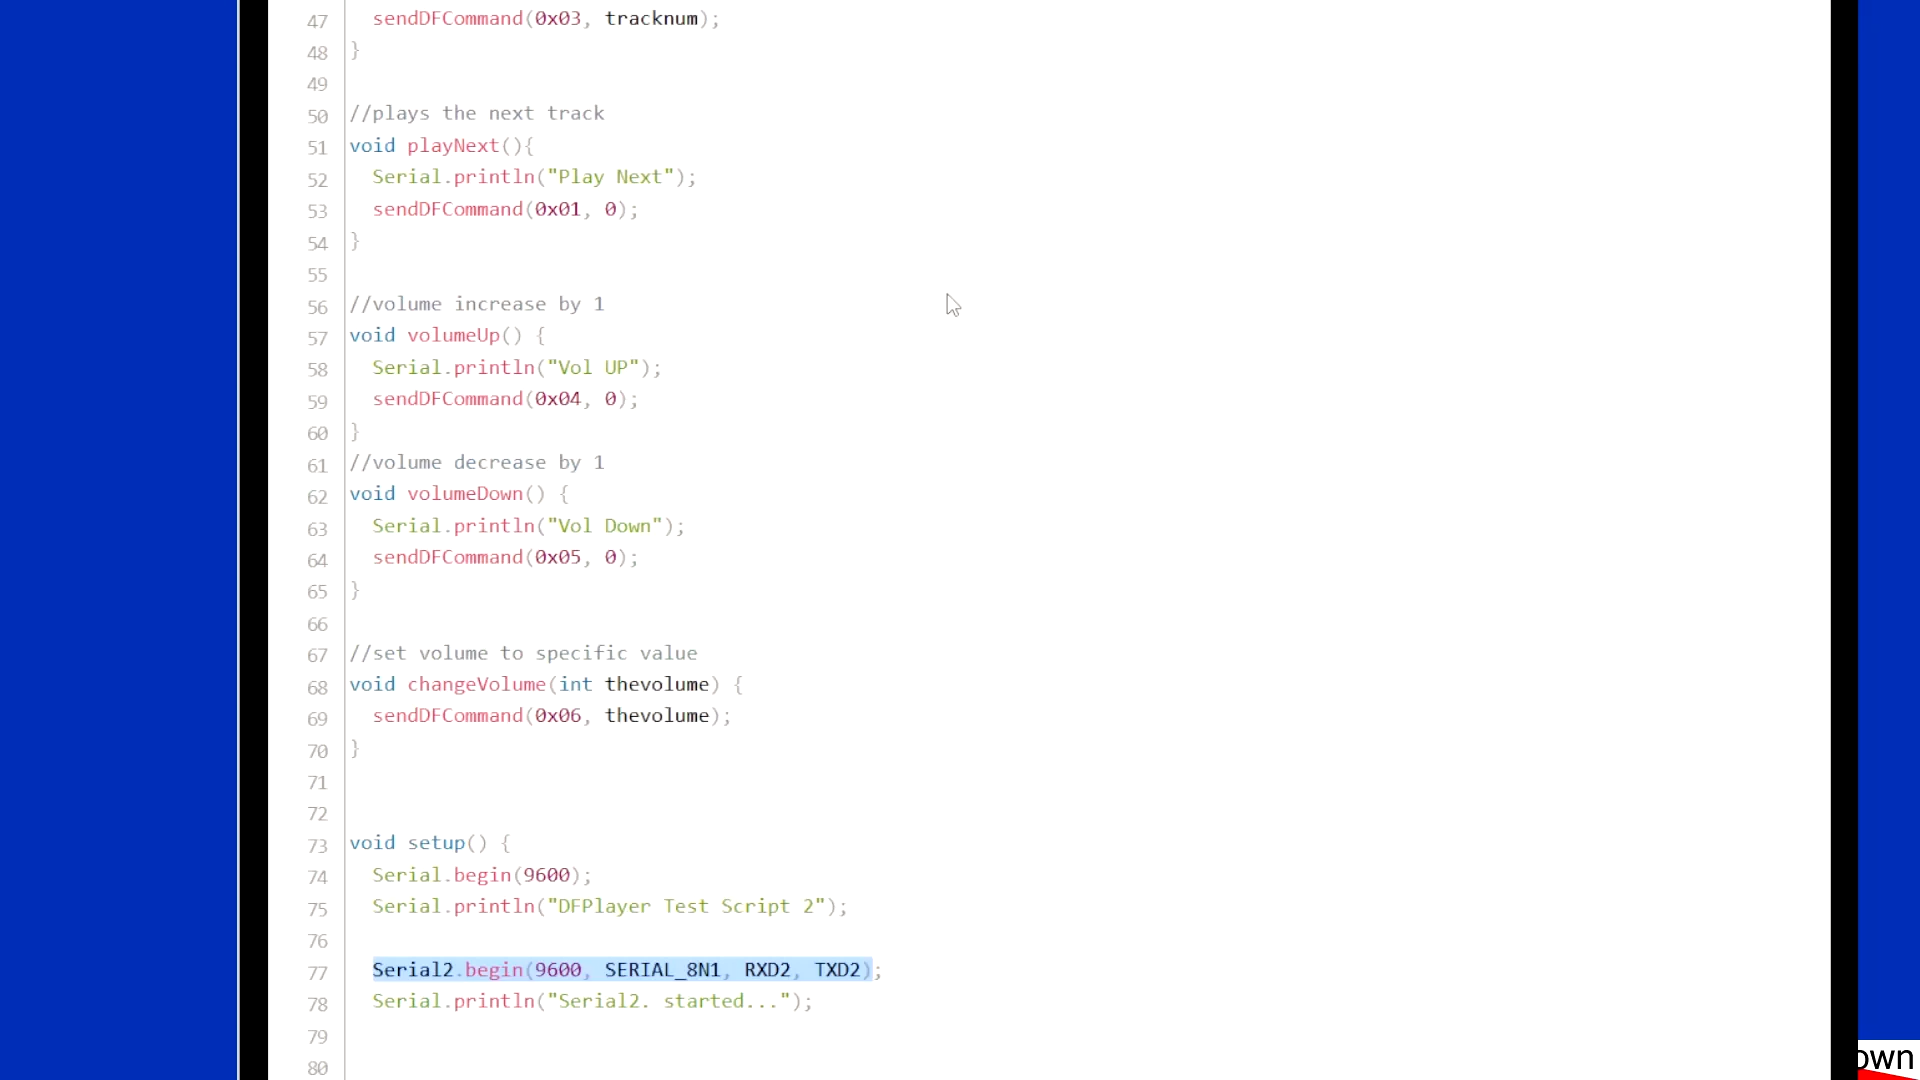 47 sendDFCommand(0x03, tracknum);
48 }
49
50 //plays the next track
51 void playNext(){
52 Serial.println("Play Next");
53 sendDFCommand(0x01, 0);
54 }
55
56 //volume increase by 1
57 void volumeUp() {
58 Serial.println("Vol UP");
59 sendDFCommand(0x04, 0);
60 }
61 //volume decrease by 1
62 void volumeDown() {
63 Serial.println("Vol Down");
64 sendDFCommand(0x05, 0);
65 }
66
67 //set volume to specific value
68 void changeVolume(int thevolume) {
69 sendDFCommand(0x06, thevolume);
70 }
71
72
73 void setup() {
74 Serial.begin(9600);
75 Serial.println("DFPlayer Test Script 2");
76
77 Serial2.begin(9600, SERIAL_8N1, RXD2, TXD2);
78 Serial.println("Serial2. started...");
79
80
own